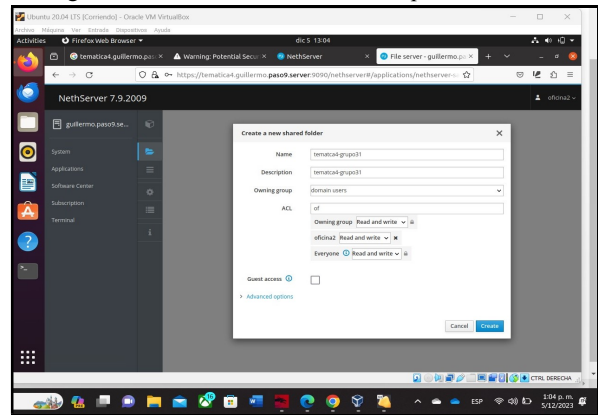 Ubuntu 20.04 LTS [Corriendo] - Oracle VM VirtualBox
Archivo Máquina Ver Entrada Dispositivos Ayuda
Activities Firefox Web Browser dic 5 13:04
tematica4.guillermo.pas Warning: Potential Secu NethServer File server - guillermo.pa
https://tematica4.guillermo.paso9.server:9090/nethserver#/applications/nethserver-s
NethServer 7.9.2009 oficina2
guillermo.paso9.se...
System
Applications
Software Center
Subscription
Terminal
Create a new shared folder
Name tematca4-grupo31
Description tematca4-grupo31
Owning group domain users
ACL of
Owning group Read and write
oficina2 Read and write
Everyone Read and write
Guest access
Advanced options
Cancel Create
CTRL DERECHA
ESP 1:04 p. m.
5/12/2023